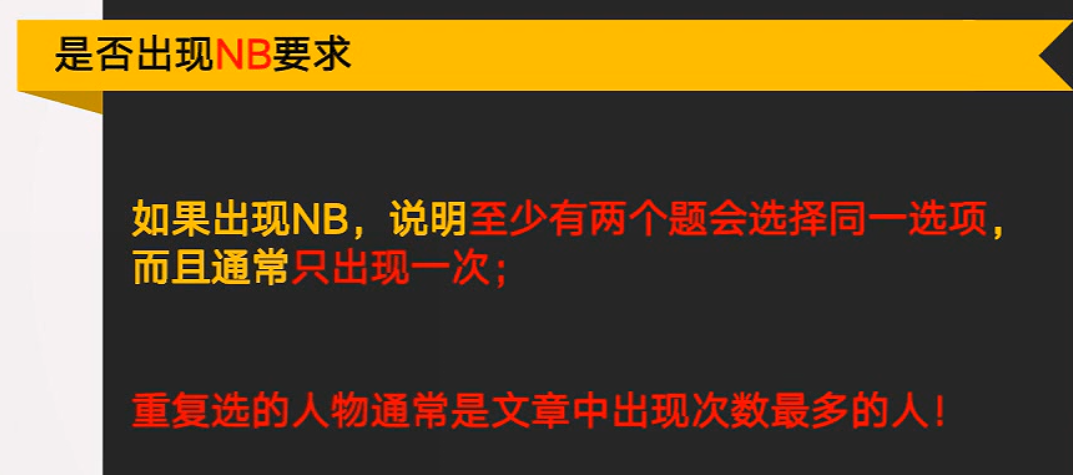 是否出现NB要求
如果出现NB，说明至少有两个题会选择同一选项，
而且通常只出现一次；
重复选的人物通常是文章中出现次数最多的人！